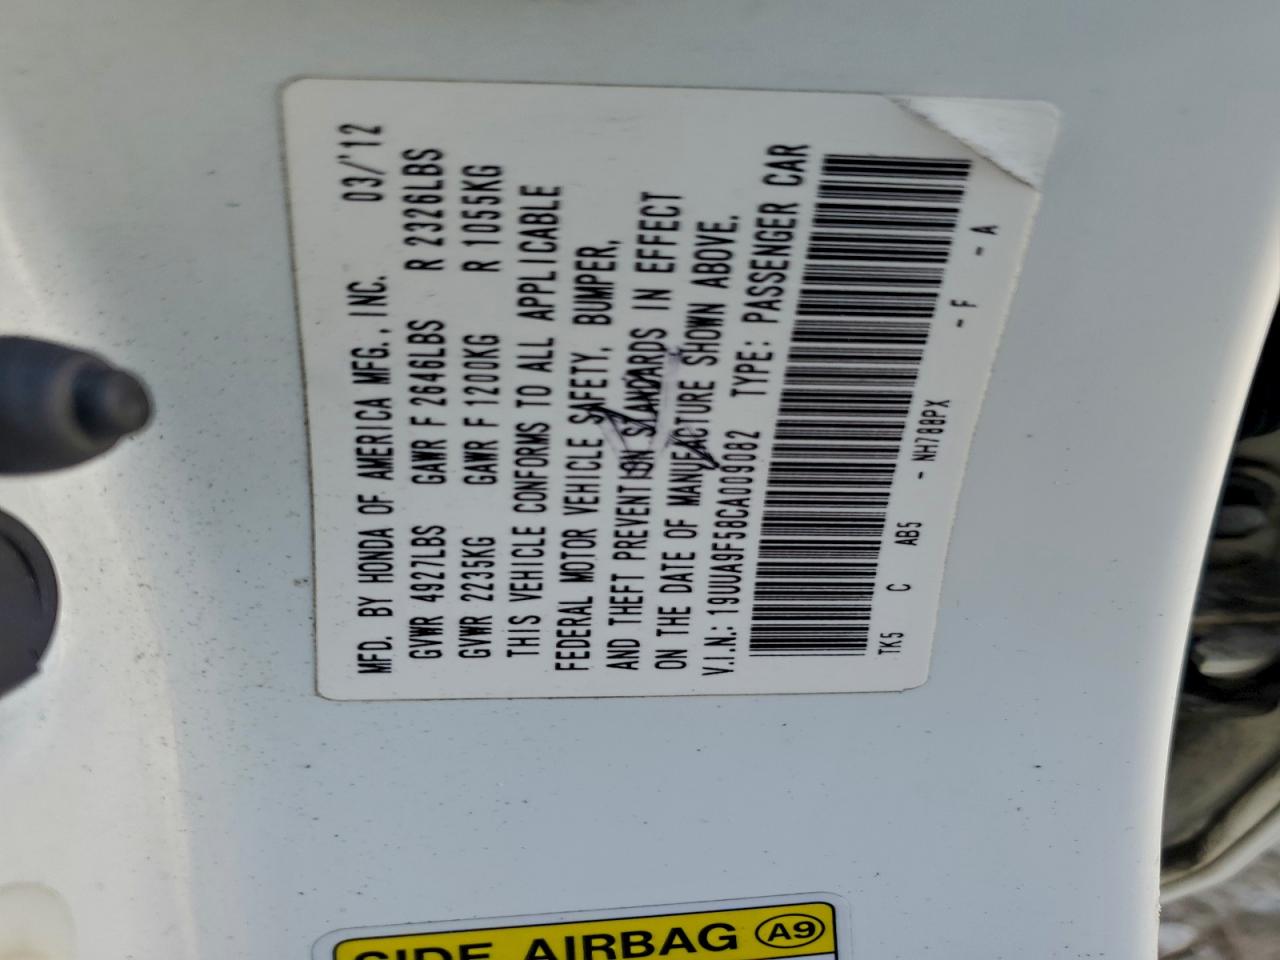 MFD. BY HONDA OF AMERICA MFG., INC. 03/'12
GVWR 4927LBS GAWR F 2646LBS R 2326LBS
GVWR 2235KG GAWR F 1200KG R 1055KG
THIS VEHICLE CONFORMS TO ALL APPLICABLE
FEDERAL MOTOR VEHICLE SAFETY, BUMPER,
AND THEFT PREVENTION STANDARDS IN EFFECT
ON THE DATE OF MANUFACTURE SHOWN ABOVE.
V.I.N.: 19UUA9F58CA009082 TYPE: PASSENGER CAR
TK5 C AB5 - NH788PX - F - A
SIDE AIRBAG A9